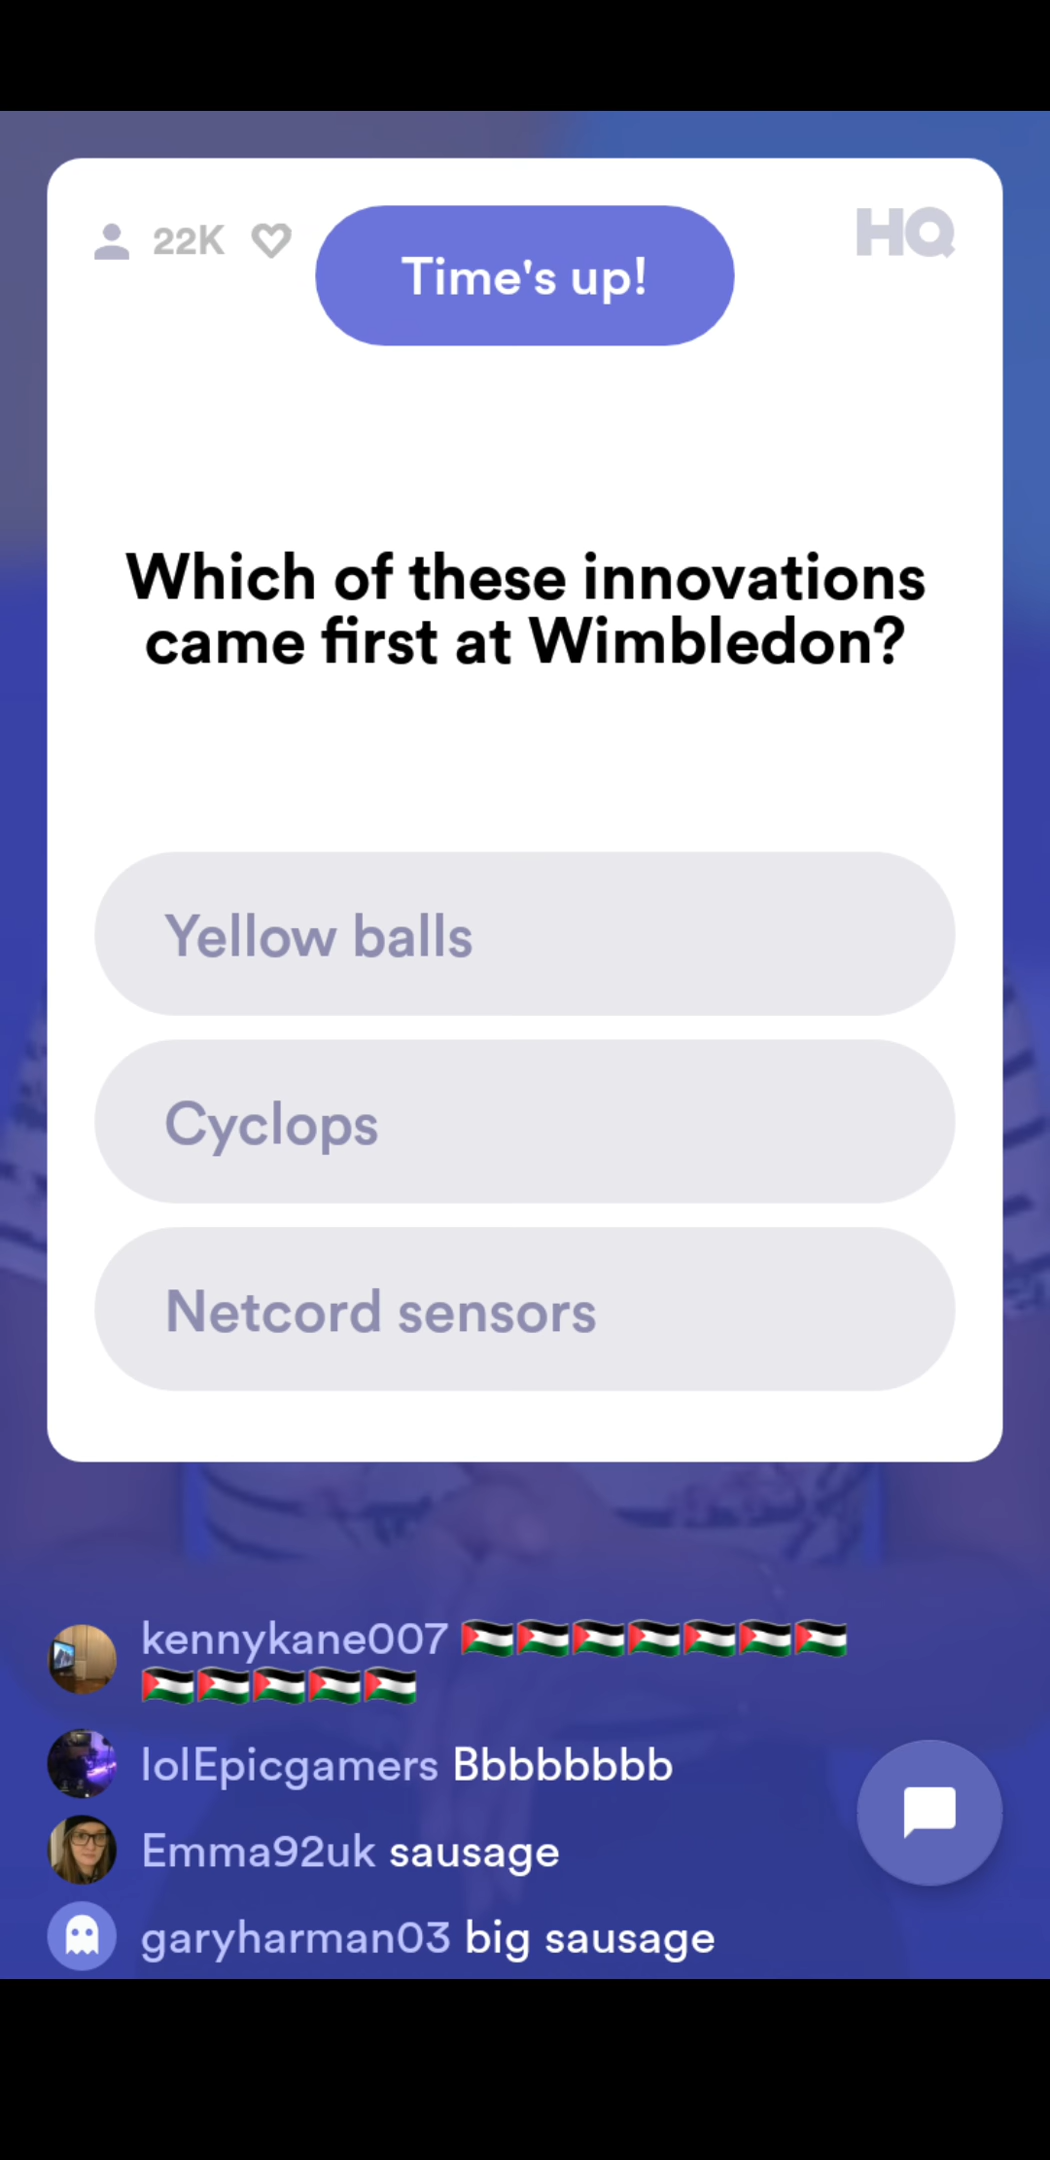 22K
Time's up!
HQ
Which of these innovations
came first at Wimbledon?
Yellow balls
Cyclops
Netcord sensors
kennykane007 🇵🇸🇵🇸🇵🇸🇵🇸🇵🇸🇵🇸🇵🇸
🇵🇸🇵🇸🇵🇸🇵🇸🇵🇸
lolEpicgamers Bbbbbbbb
Emma92uk sausage
garyharman03 big sausage